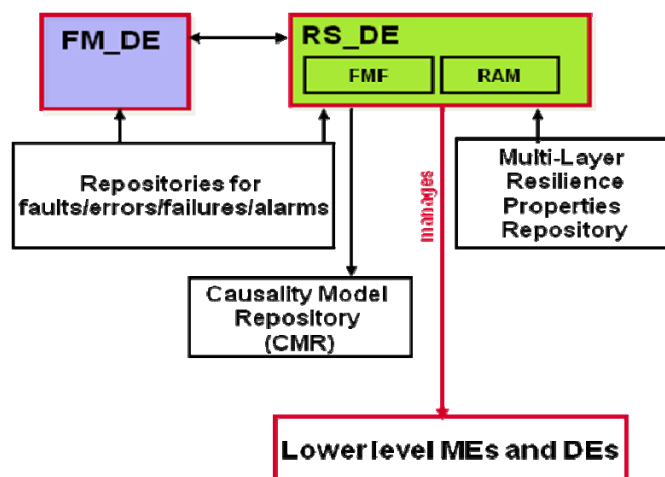 FM_DE
RS_DE
FMF
RAM
Repositories for
faults/errors/failures/alarms
manages
Multi-Layer
Resilience
Properties
Repository
Causality Model
Repository
(CMR)
Lower level MEs and DEs